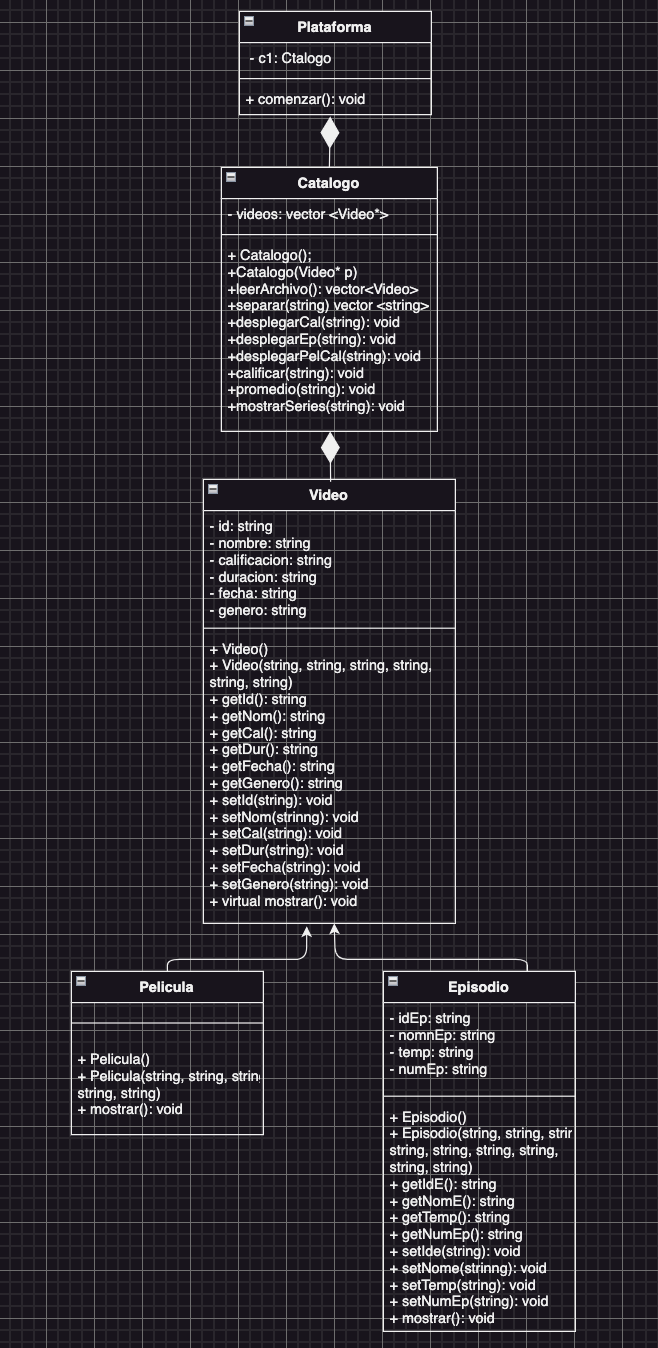 Plataforma
- c1: Ctalogo
+ comenzar(): void
Catalogo
- videos: vector <Video*>
+ Catalogo();
+Catalogo(Video* p)
+leerArchivo(): vector<Video>
+separar(string) vector <string>
+desplegarCal(string): void
+desplegarEp(string): void
+desplegarPelCal(string): void
+calificar(string): void
+promedio(string): void
+mostrarSeries(string): void
Video
- id: string
- nombre: string
- calificacion: string
- duracion: string
- fecha: string
- genero: string
+ Video()
+ Video(string, string, string, string,
string, string)
+ getId(): string
+ getNom(): string
+ getCal(): string
+ getDur(): string
+ getFecha(): string
+ getGenero(): string
+ setId(string): void
+ setNom(strinng): void
+ setCal(string): void
+ setDur(string): void
+ setFecha(string): void
+ setGenero(string): void
+ virtual mostrar(): void
Pelicula
+ Pelicula()
+ Pelicula(string, string, strin
string, string)
+ mostrar(): void
Episodio
- idEp: string
- nomnEp: string
- temp: string
- numEp: string
+ Episodio()
+ Episodio(string, string, strin
string, string, string, string,
string, string)
+ getIdE(): string
+ getNomE(): string
+ getTemp(): string
+ getNumEp(): string
+ setIde(string): void
+ setNome(strinng): void
+ setTemp(string): void
+ setNumEp(string): void
+ mostrar(): void